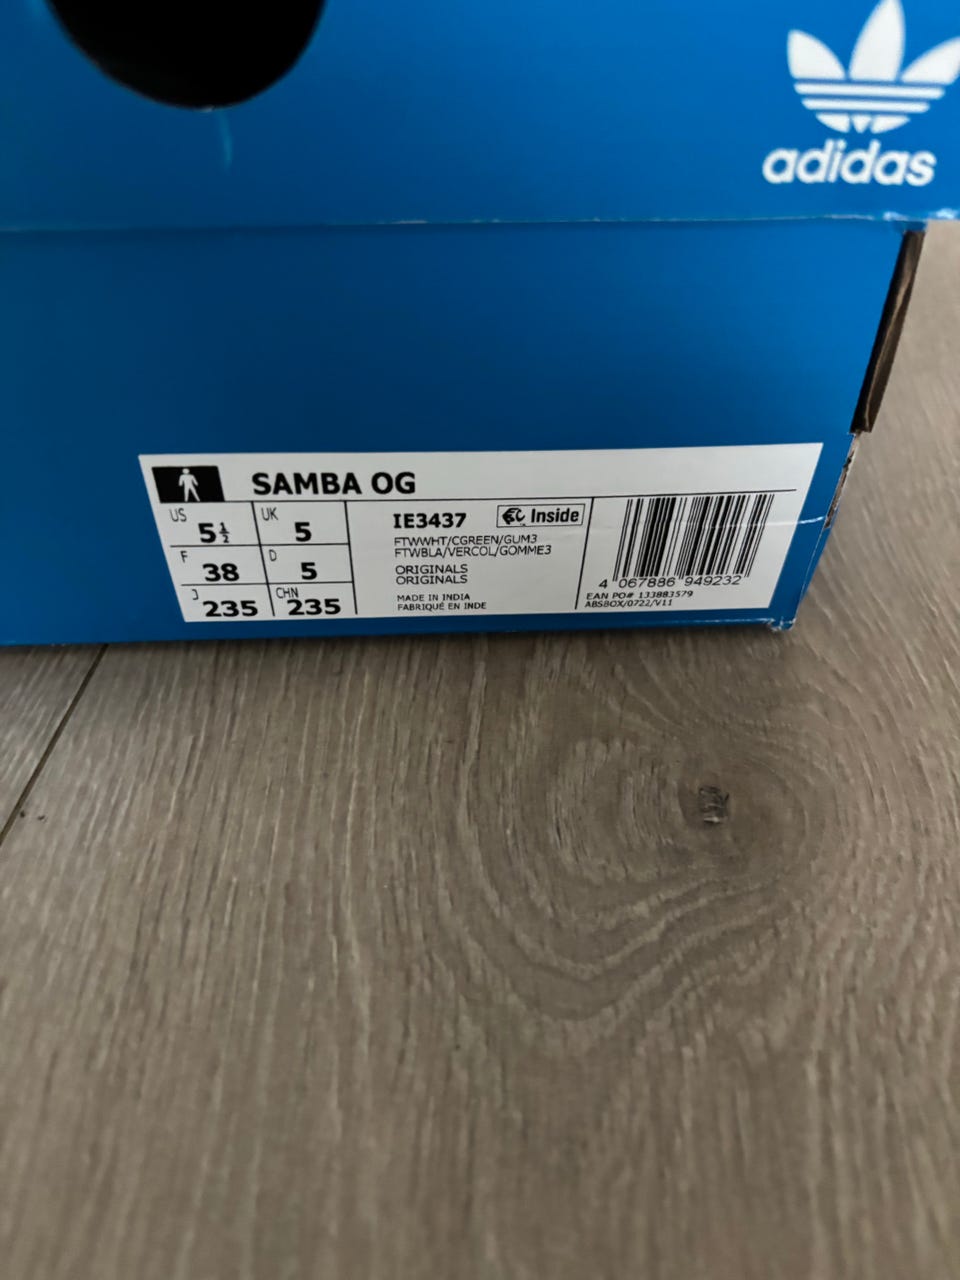 adidas
SAMBA OG
US 5½ UK 5
F 38 D 5
J 235 CHN 235
IE3437 Inside
FTWWHT/CGREEN/GUM3
FTWBLA/VERCOL/GOMME3
ORIGINALS
ORIGINALS
MADE IN INDIA
FABRIQUÉ EN INDE
4 067886 949232
EAN PO# 133883579
ABSBOX/0722/V11